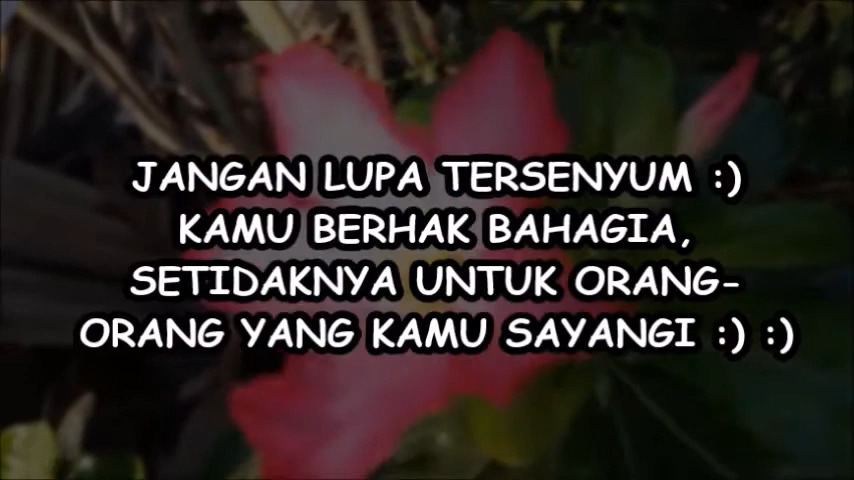 JANGAN LUPA TERSENYUM :)
KAMU BERHAK BAHAGIA,
SETIDAKNYA UNTUK ORANG-
ORANG YANG KAMU SAYANGI :) :)